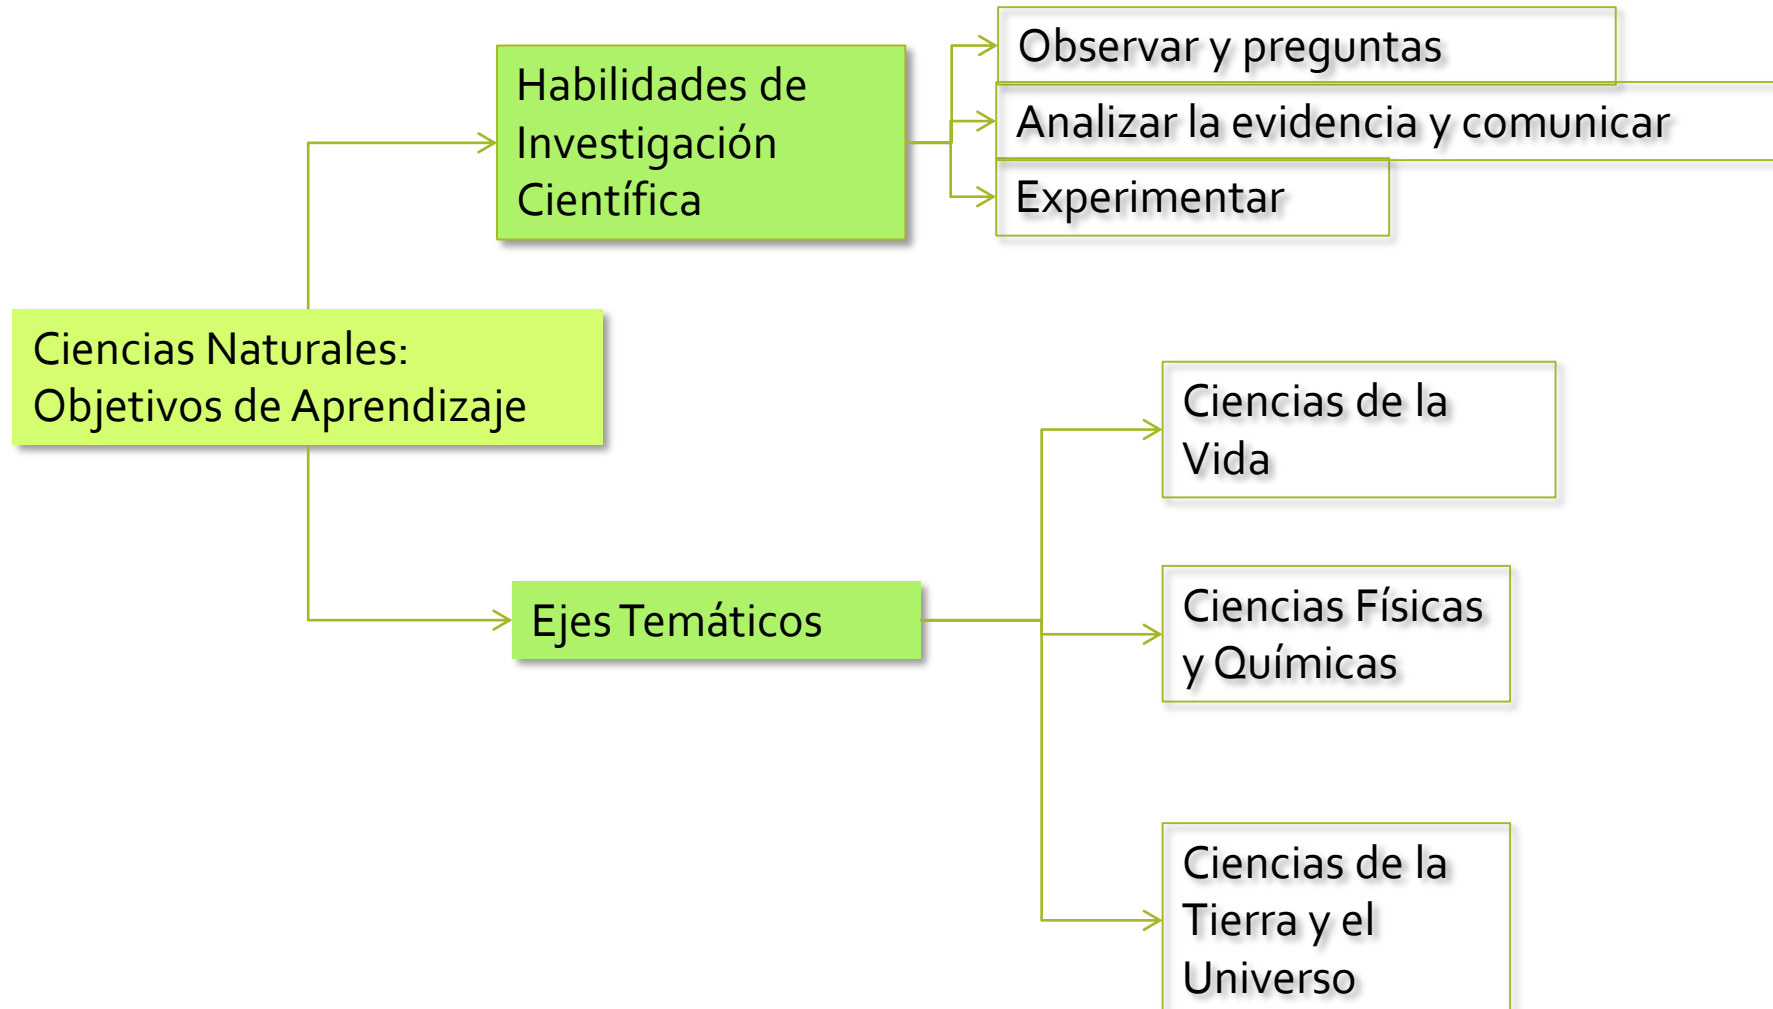 Observar y preguntas
Habilidades de
Investigación
Científica
Analizar la evidencia y comunicar
Experimentar
Ciencias Naturales:
Objetivos de Aprendizaje
Ciencias de la
Vida
Ejes Temáticos
Ciencias Físicas
y Químicas
Ciencias de la
Tierra y el
Universo